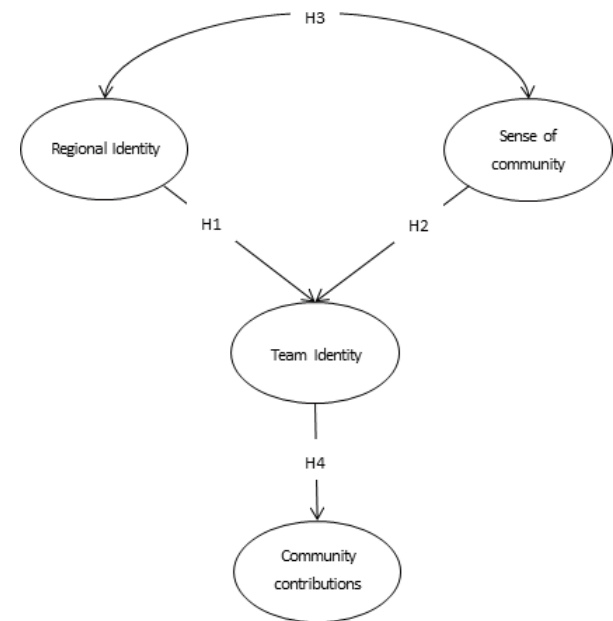 H3
Regional Identity
Sense of
community
H1
H2
Team Identity
H4
Community
contributions